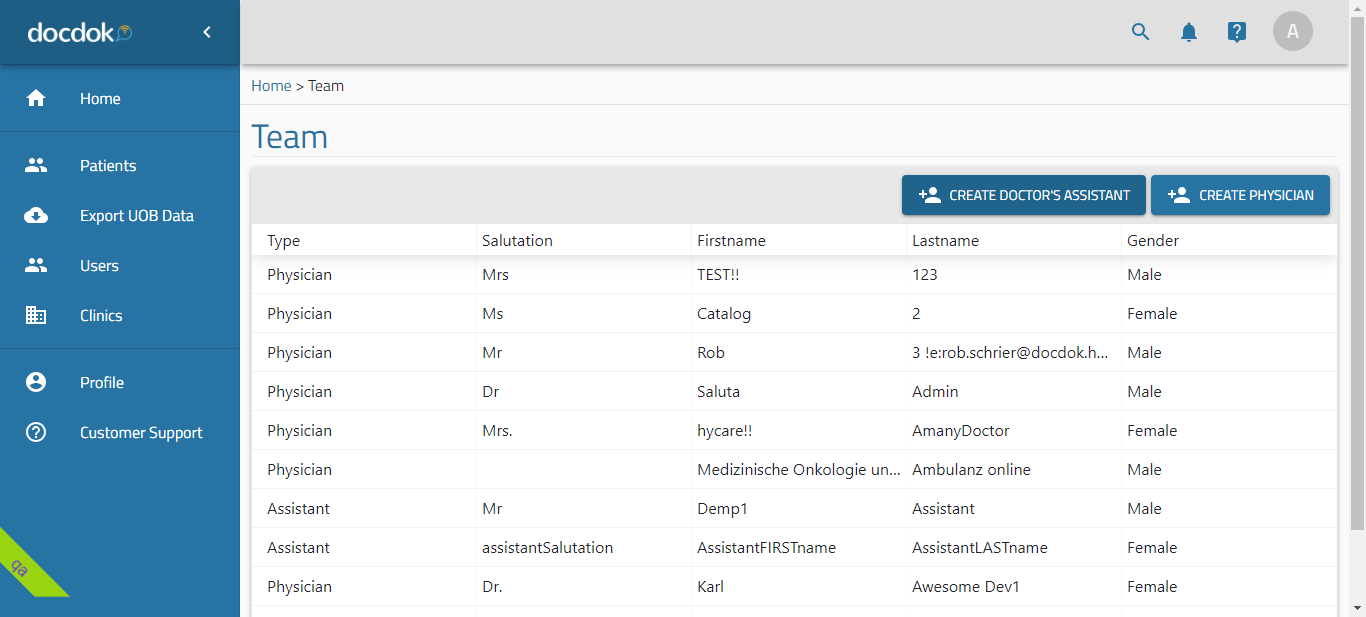 docdok
A
Home
Patients
Export UOB Data
Users
Clinics
Profile
Customer Support
qa
Home > Team
Team
CREATE DOCTOR'S ASSISTANT CREATE PHYSICIAN
Type Salutation Firstname Lastname Gender
Physician Mrs TEST!! 123 Male
Physician Ms Catalog 2 Female
Physician Mr Rob 3 !e:rob.schrier@docdok.h... Male
Physician Dr Saluta Admin Male
Physician Mrs. hycare!! AmanyDoctor Female
Physician Medizinische Onkologie un... Ambulanz online Male
Assistant Mr Demp1 Assistant Male
Assistant assistantSalutation AssistantFIRSTname AssistantLASTname Female
Physician Dr. Karl Awesome Dev1 Female